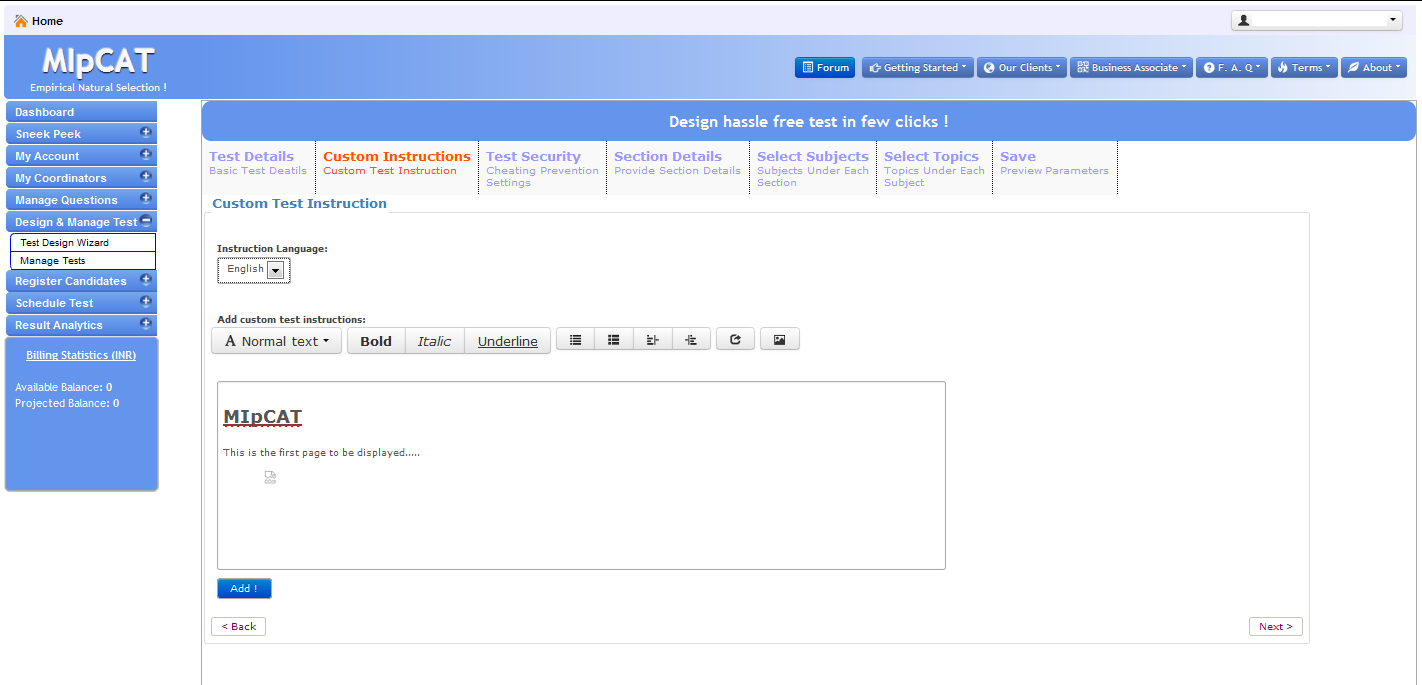 Home
MIpCAT
Empirical Natural Selection !
Forum
Getting Started
Our Clients
Business Associate
F. A. Q
Terms
About
Dashboard
Sneek Peek
My Account
My Coordinators
Manage Questions
Design & Manage Test
Test Design Wizard
Manage Tests
Register Candidates
Schedule Test
Result Analytics
Billing Statistics (INR)
Available Balance: 0
Projected Balance: 0
Design hassle free test in few clicks !
Test Details
Basic Test Deatils
Custom Instructions
Custom Test Instruction
Test Security
Cheating Prevention
Settings
Section Details
Provide Section Details
Select Subjects
Subjects Under Each
Section
Select Topics
Topics Under Each
Subject
Save
Preview Parameters
Custom Test Instruction
Instruction Language:
English
Add custom test instructions:
A Normal text
Bold
Italic
Underline
MIpCAT
This is the first page to be displayed.....
Add !
< Back
Next >